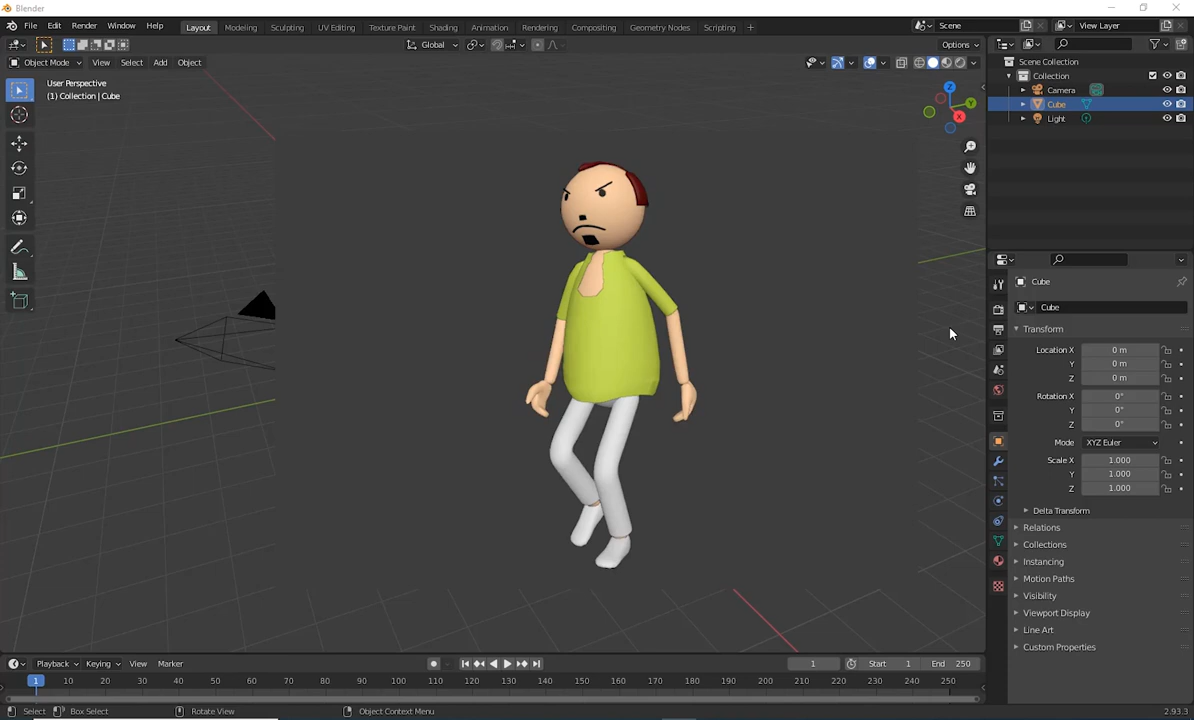 Blender
File Edit Render Window Help Layout Modeling Sculpting UV Editing Texture Paint Shading Animation Rendering Compositing Geometry Nodes Scripting + Scene View Layer
Global Options
Object Mode View Select Add Object
User Perspective
(1) Collection | Cube
Z
Y
X
Scene Collection
Collection
Camera
Cube
Light
Cube
Cube
Transform
Location X 0 m
Y 0 m
Z 0 m
Rotation X 0°
Y 0°
Z 0°
Mode XYZ Euler
Scale X 1.000
Y 1.000
Z 1.000
Delta Transform
Relations
Collections
Instancing
Motion Paths
Visibility
Viewport Display
Line Art
Custom Properties
Playback Keying View Marker 1 Start 1 End 250
1 10 20 30 40 50 60 70 80 90 100 110 120 130 140 150 160 170 180 190 200 210 220 230 240 250
Select Box Select Rotate View Object Context Menu 2.93.3